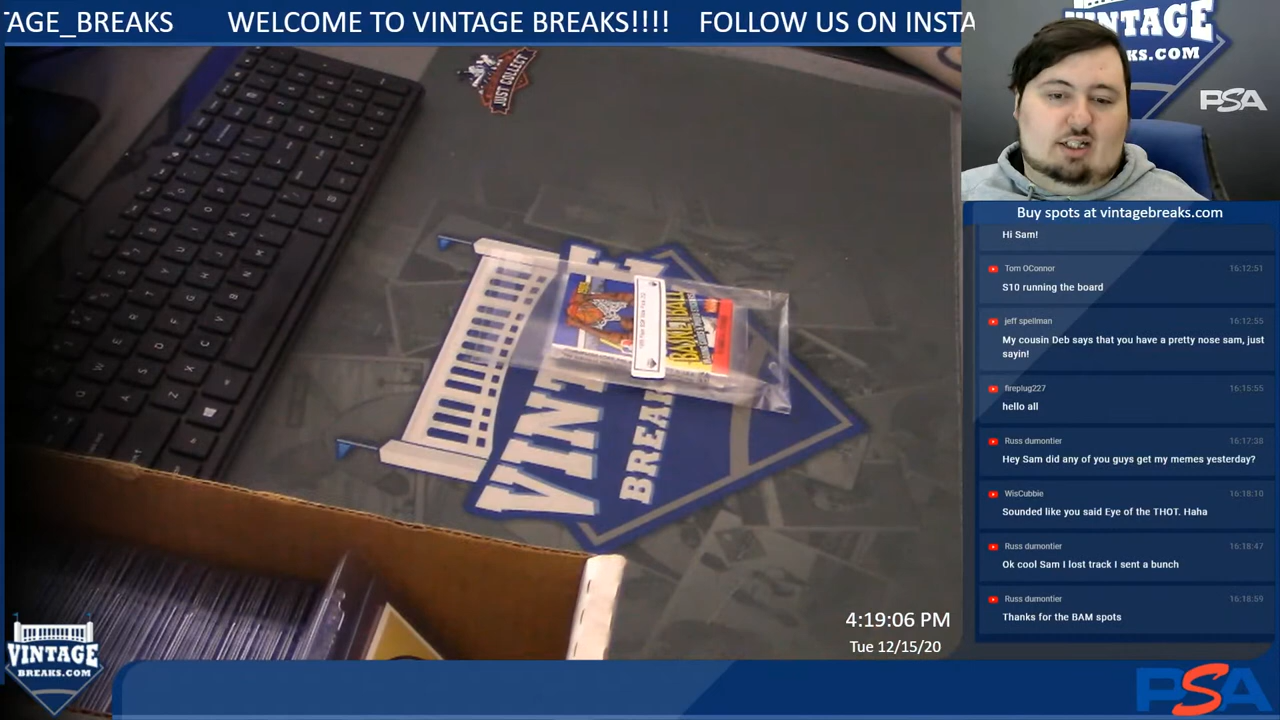 TAGE_BREAKS WELCOME TO VINTAGE BREAKS!!!! FOLLOW US ON INSTA
JUST COLLECT
NTAGE
KS.COM
PSA
Buy spots at vintagebreaks.com
Hi Sam!
Tom OConnor 16:12:51
S10 running the board
jeff spellman 16:12:55
My cousin Deb says that you have a pretty nose sam, just
sayin!
fireplug227 16:15:55
hello all
Russ dumontier 16:17:38
Hey Sam did any of you guys get my memes yesterday?
WisCubbie 16:18:10
Sounded like you said Eye of the THOT. Haha
Russ dumontier 16:18:47
Ok cool Sam I lost track I sent a bunch
Russ dumontier 16:18:59
Thanks for the BAM spots
BASKETBALL
VINT E
BREAK
4:19:06 PM
Tue 12/15/20
VINTAGE
BREAKS.COM
PSA